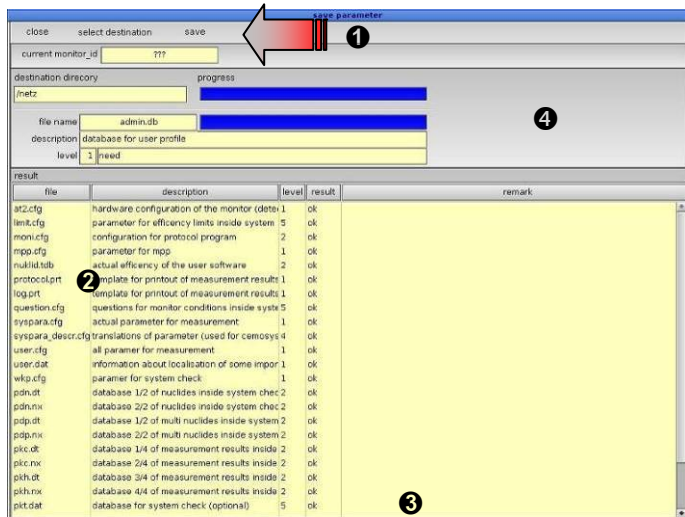 save parameter
close select destination save
❶
current monitor_id ???
destination direcory progress
/netz
file name admin.db
❹
description database for user profile
level 1 need
result
file description level result remark
at2.cfg hardware configuration of the monitor (dete 1 ok
limit.cfg parameter for efficency limits inside system 5 ok
moni.cfg configuration for protocol program 2 ok
mpp.cfg parameter for mpp 1 ok
nuklid.tdb actual efficency of the user software 2 ok
protocol.prt ❷ template for printout of measurement results 1 ok
log.prt template for printout of measurement results 1 ok
question.cfg questions for monitor conditions inside syste 5 ok
syspara.cfg actual parameter for measurement 1 ok
syspara_descr.cfg translations of parameter (used for cemosys 4 ok
user.cfg all paramer for measurement 1 ok
user.dat information about localisation of some impor 1 ok
wkp.cfg paramer for system check 1 ok
pdn.dt database 1/2 of nuclides inside system chec 2 ok
pdn.nx database 2/2 of nuclides inside system chec 2 ok
pdp.dt database 1/2 of multi nuclides inside system 2 ok
pdp.nx database 2/2 of multi nuclides inside system 2 ok
pkc.dt database 1/4 of measurement results inside 2 ok
pkc.nx database 2/4 of measurement results inside 2 ok
pkh.dt database 3/4 of measurement results inside 2 ok
pkh.nx database 4/4 of measurement results inside 2 ok
pkt.dat database for system check (optional) 5 ok
❸